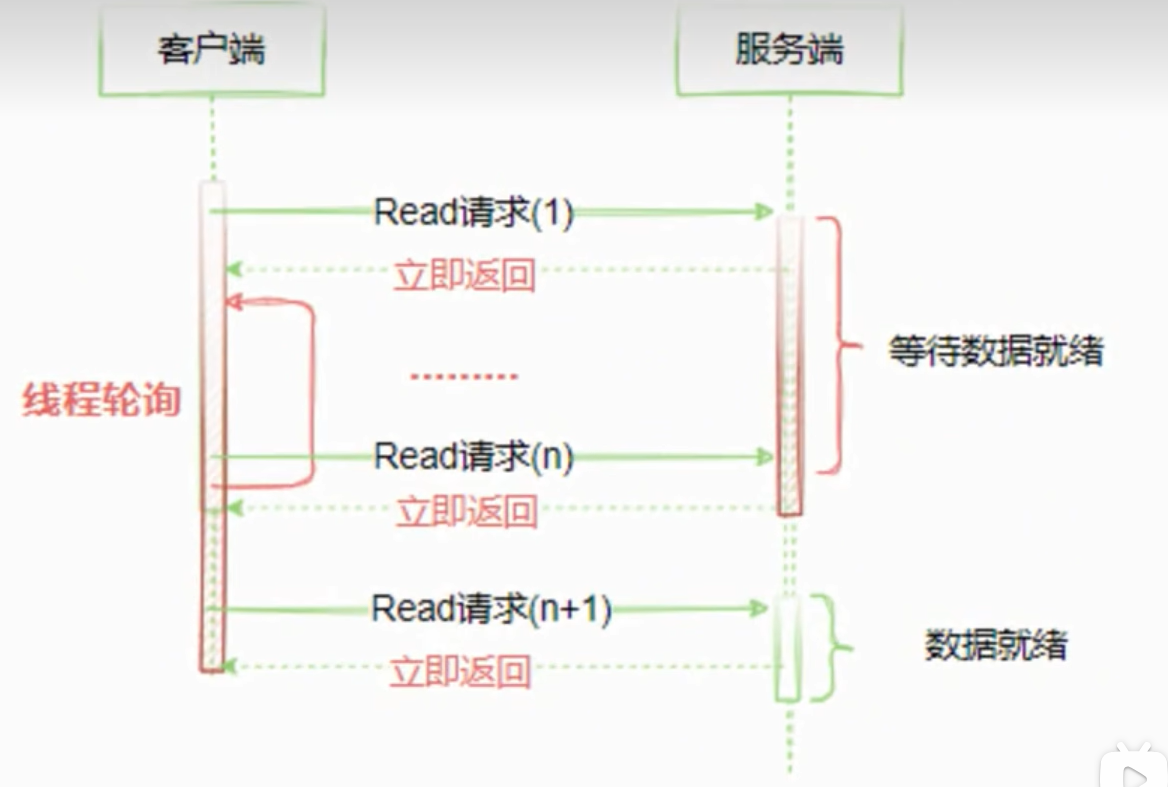 客户端
服务端
Read请求(1)
立即返回
等待数据就绪
线程轮询
Read请求(n)
立即返回
Read请求(n+1)
数据就绪
立即返回